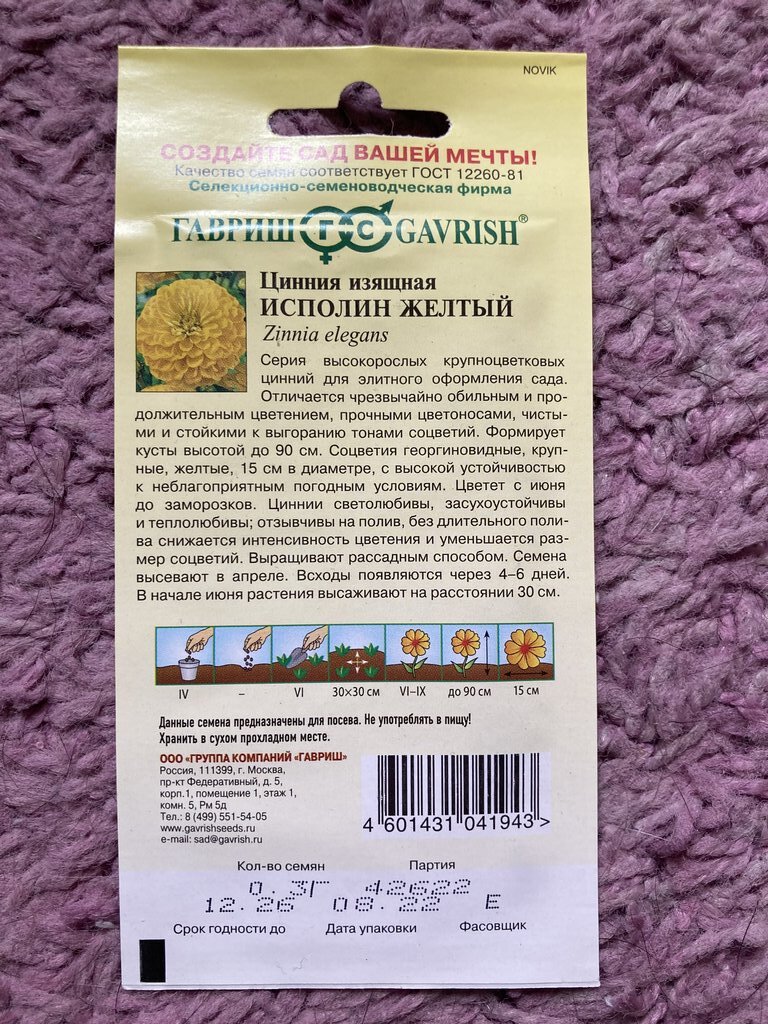 NOVIK
СОЗДАЙТЕ САД ВАШЕЙ МЕЧТЫ!
Качество семян соответствует ГОСТ 12260-81
Селекционно-семеноводческая фирма
ГАВРИШ Г С GAVRISH®
Цинния изящная
ИСПОЛИН ЖЕЛТЫЙ
Zinnia elegans
Серия высокорослых крупноцветковых
цинний для элитного оформления сада.
Отличается чрезвычайно обильным и про-
должительным цветением, прочными цветоносами, чисты-
ми и стойкими к выгоранию тонами соцветий. Формирует
кусты высотой до 90 см. Соцветия георгиновидные, круп-
ные, желтые, 15 см в диаметре, с высокой устойчивостью
к неблагоприятным погодным условиям. Цветет с июня
до заморозков. Циннии светолюбивы, засухоустойчивы
и теплолюбивы; отзывчивы на полив, без длительного поли-
ва снижается интенсивность цветения и уменьшается раз-
мер соцветий. Выращивают рассадным способом. Семена
высевают в апреле. Всходы появляются через 4–6 дней.
В начале июня растения высаживают на расстоянии 30 см.
IV – VI 30×30 см VI–IX до 90 см 15 см
Данные семена предназначены для посева. Не употреблять в пищу!
Хранить в сухом прохладном месте.
ООО «ГРУППА КОМПАНИЙ «ГАВРИШ»
Россия, 111399, г. Москва,
пр-кт Федеративный, д. 5,
корп.1, помещение 1, этаж 1,
комн. 5, Рм 5д
Тел.: 8 (499) 551-54-05
www.gavrishseeds.ru
e-mail: sad@gavrish.ru
4 601431 041943 >
Кол-во семян Партия
0.3Г 42622
12.26 08.22 Е
Срок годности до Дата упаковки Фасовщик